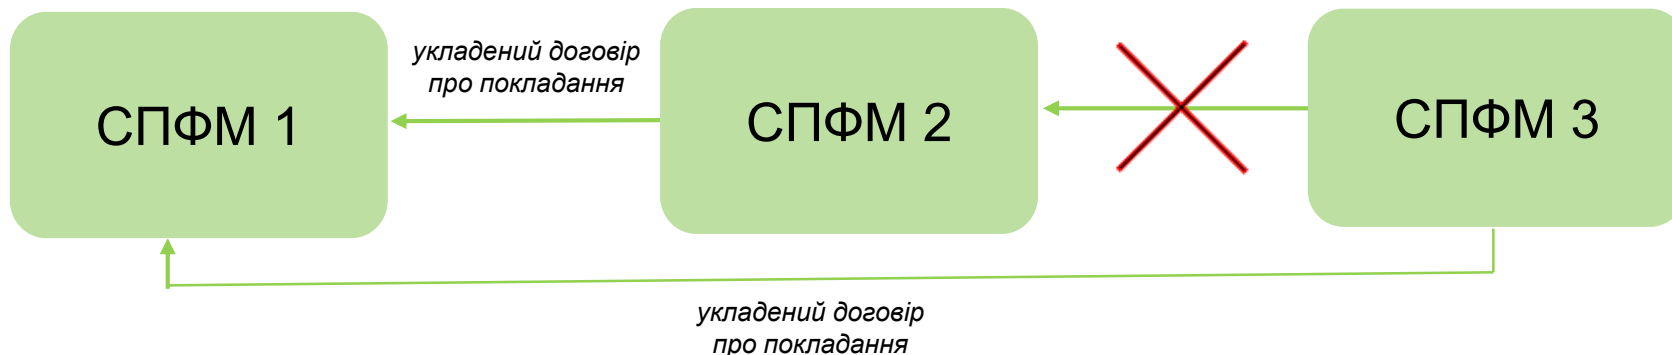 укладений договір
про покладання
СПФМ 1
СПФМ 2
СПФМ 3
укладений договір
про покладання